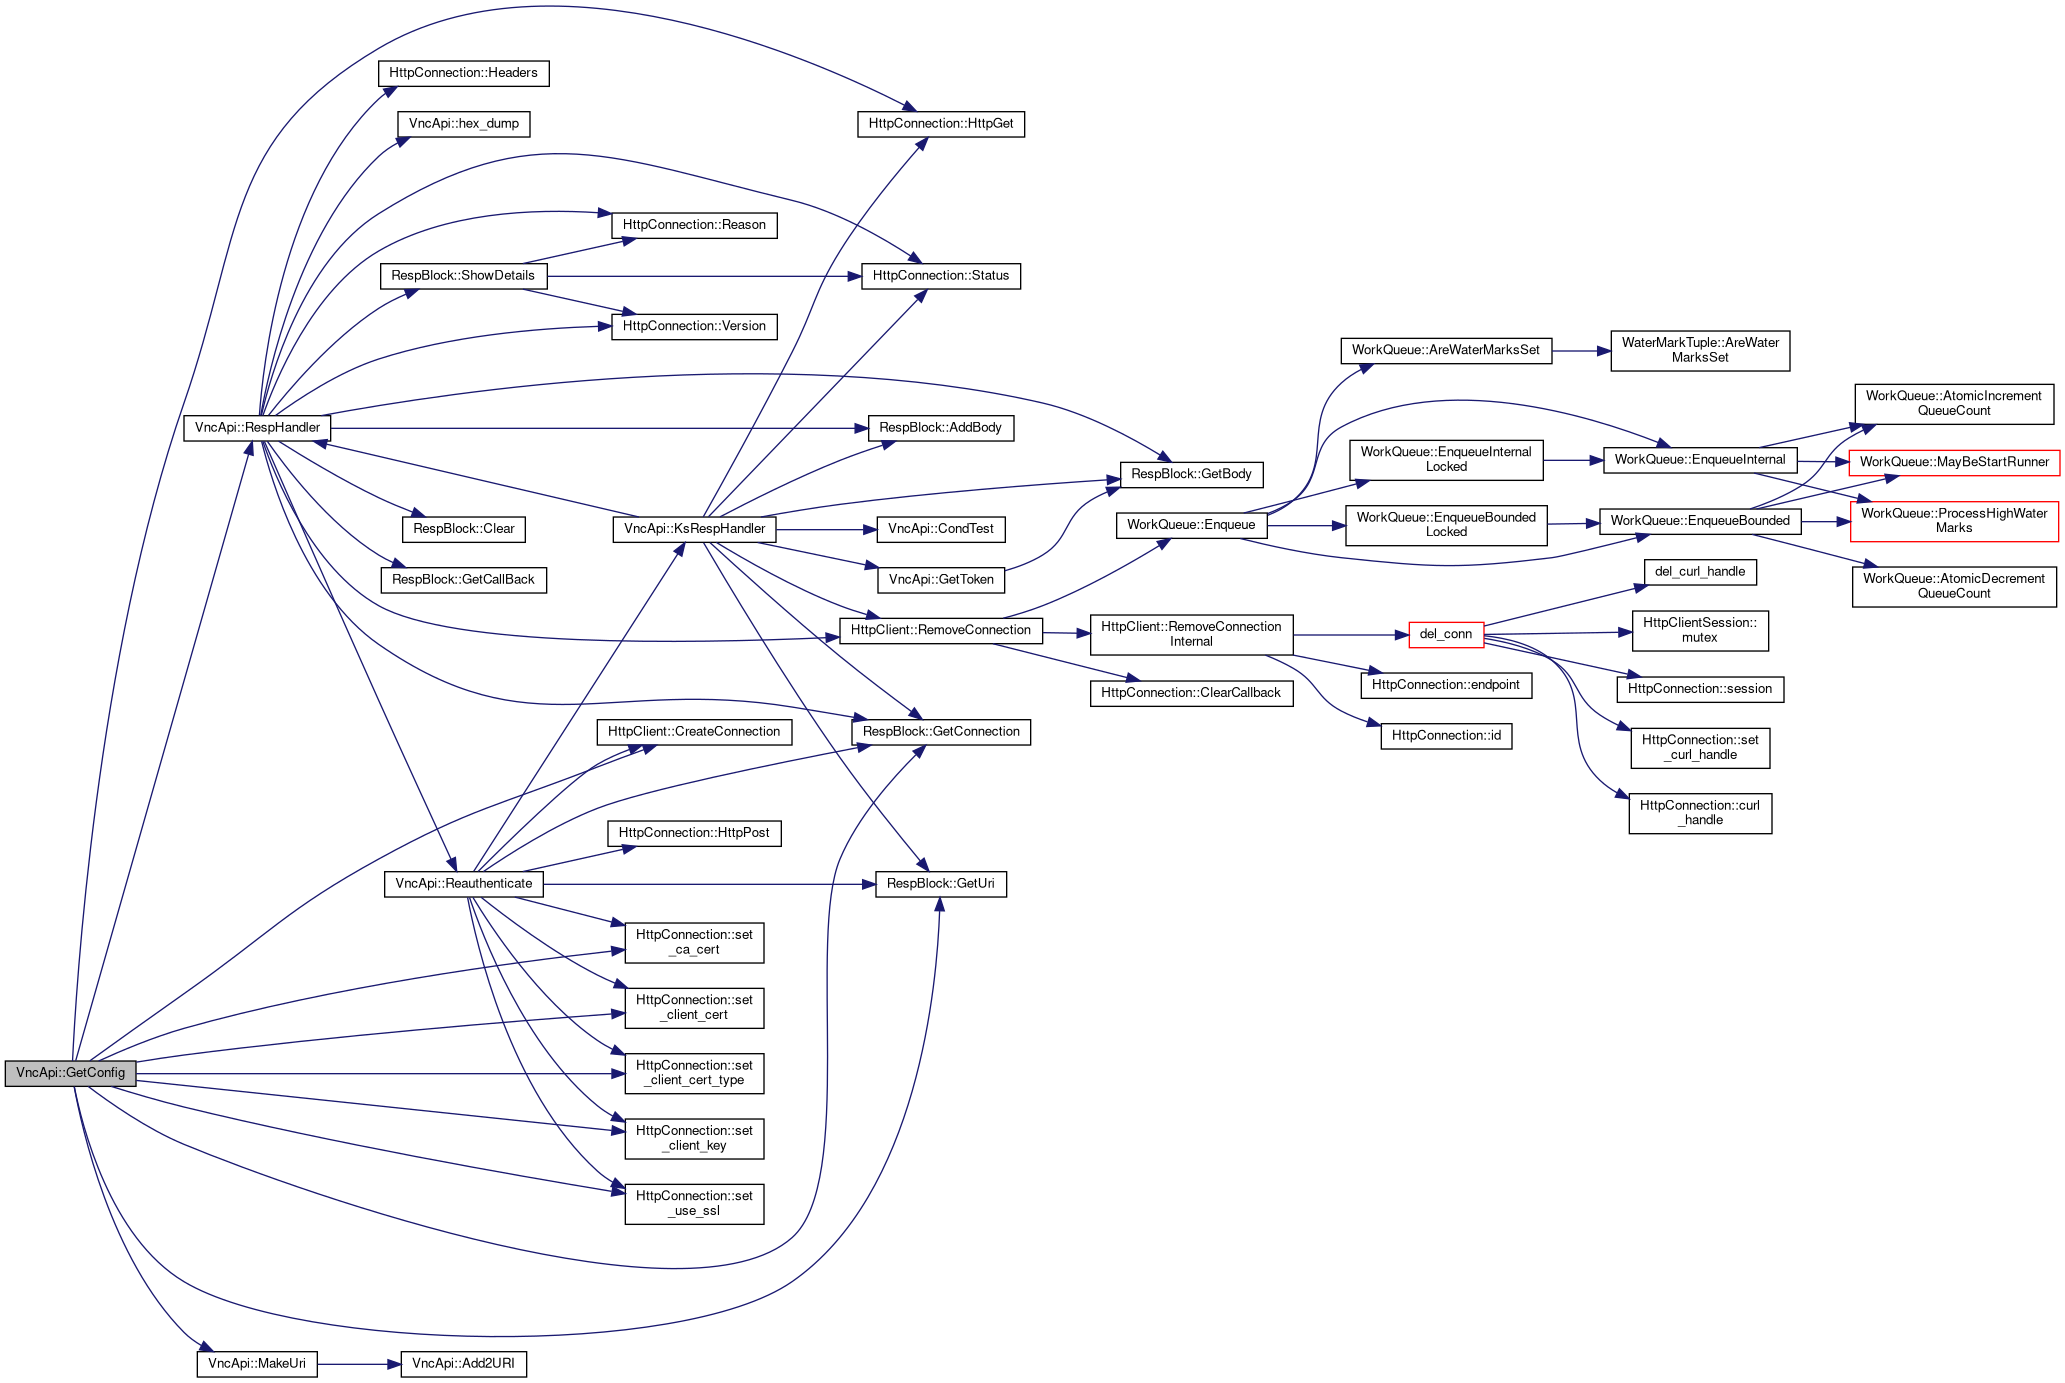 HttpConnection::Headers
HttpConnection::HttpGet
VncApi::hex_dump
HttpConnection::Reason
RespBlock::ShowDetails
HttpConnection::Status
HttpConnection::Version
WorkQueue::AreWaterMarksSet
WaterMarkTuple::AreWater
MarksSet
VncApi::RespHandler
RespBlock::AddBody
WorkQueue::AtomicIncrement
QueueCount
RespBlock::GetBody
WorkQueue::EnqueueInternal
Locked
WorkQueue::EnqueueInternal
WorkQueue::MayBeStartRunner
RespBlock::Clear
VncApi::KsRespHandler
VncApi::CondTest
WorkQueue::Enqueue
WorkQueue::EnqueueBounded
Locked
WorkQueue::EnqueueBounded
WorkQueue::ProcessHighWater
Marks
RespBlock::GetCallBack
VncApi::GetToken
del_curl_handle
WorkQueue::AtomicDecrement
QueueCount
HttpClient::RemoveConnection
HttpClient::RemoveConnection
Internal
del_conn
HttpClientSession::
mutex
HttpConnection::ClearCallback
HttpConnection::endpoint
HttpConnection::session
HttpClient::CreateConnection
RespBlock::GetConnection
HttpConnection::id
HttpConnection::set
_curl_handle
HttpConnection::curl
_handle
HttpConnection::HttpPost
VncApi::Reauthenticate
RespBlock::GetUri
HttpConnection::set
_ca_cert
HttpConnection::set
_client_cert
VncApi::GetConfig
HttpConnection::set
_client_cert_type
HttpConnection::set
_client_key
HttpConnection::set
_use_ssl
VncApi::MakeUri
VncApi::Add2URI